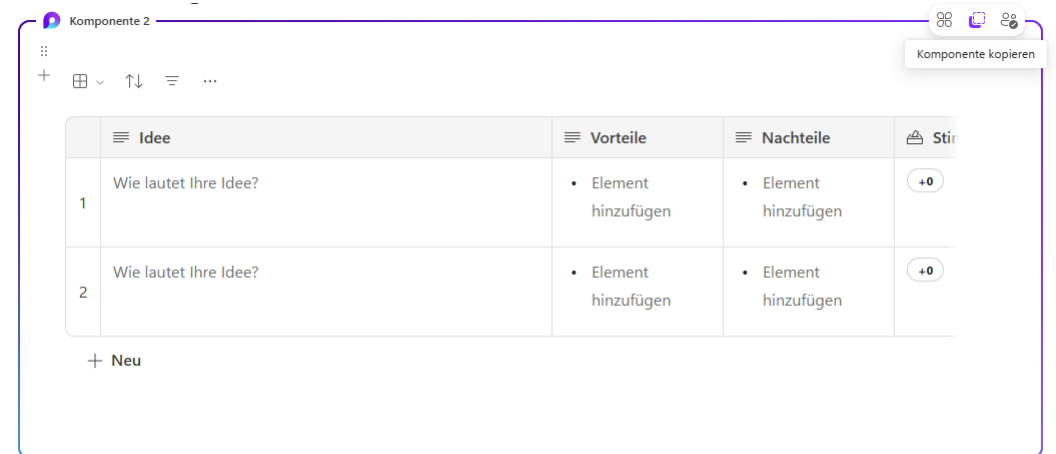 Komponente 2
Komponente kopieren
Idee Vorteile Nachteile
1 Wie lautet Ihre Idee? • Element hinzufügen • Element hinzufügen +0
2 Wie lautet Ihre Idee? • Element hinzufügen • Element hinzufügen +0
Neu